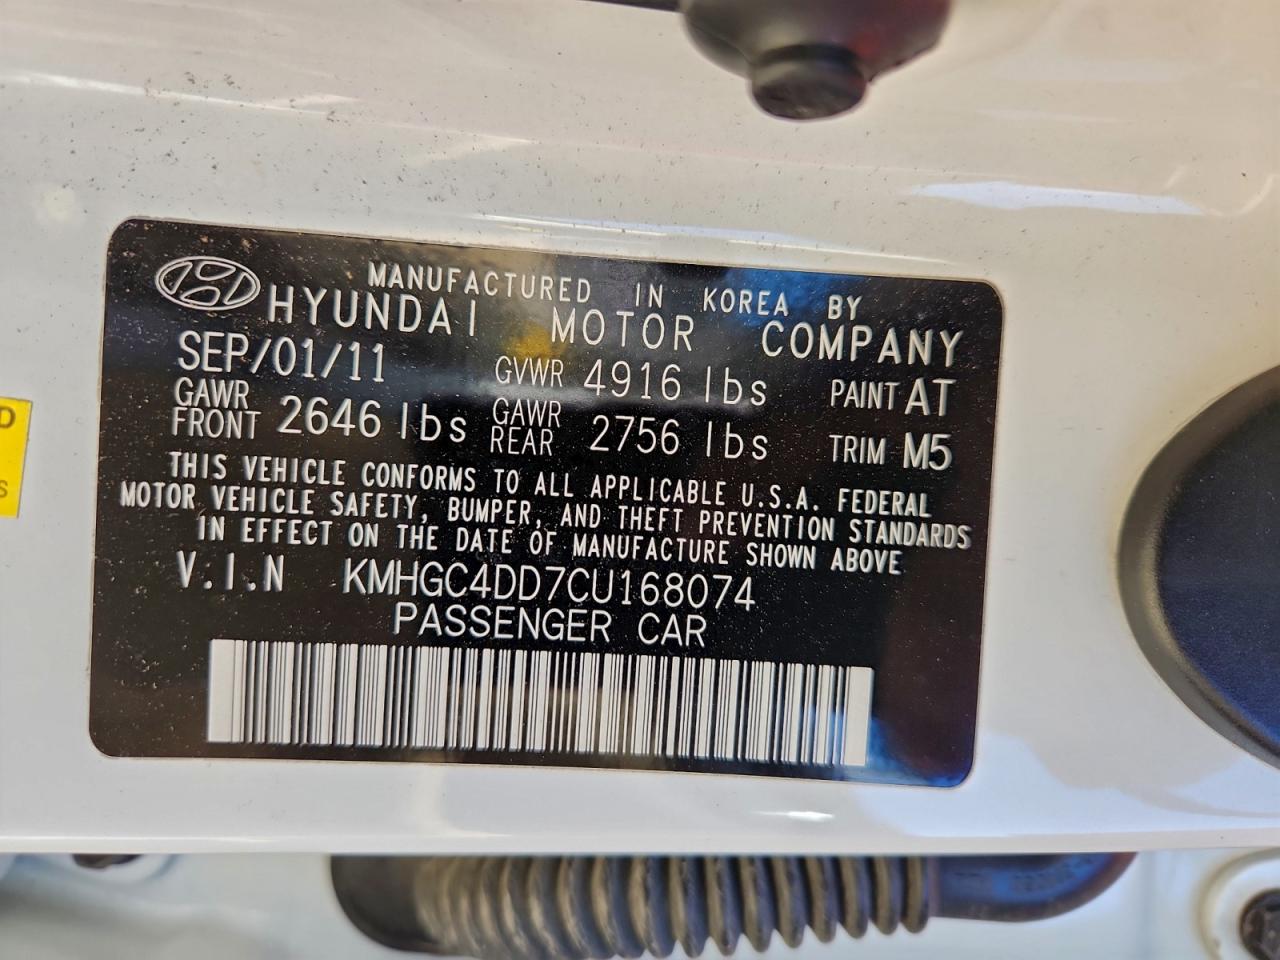 MANUFACTURED IN KOREA BY
HYUNDAI MOTOR COMPANY
SEP/01/11 GVWR 4916 lbs PAINT AT
GAWR FRONT 2646 lbs GAWR REAR 2756 lbs TRIM M5
THIS VEHICLE CONFORMS TO ALL APPLICABLE U.S.A. FEDERAL
MOTOR VEHICLE SAFETY, BUMPER, AND THEFT PREVENTION STANDARDS
IN EFFECT ON THE DATE OF MANUFACTURE SHOWN ABOVE
V.I.N KMHGC4DD7CU168074
PASSENGER CAR
D
S